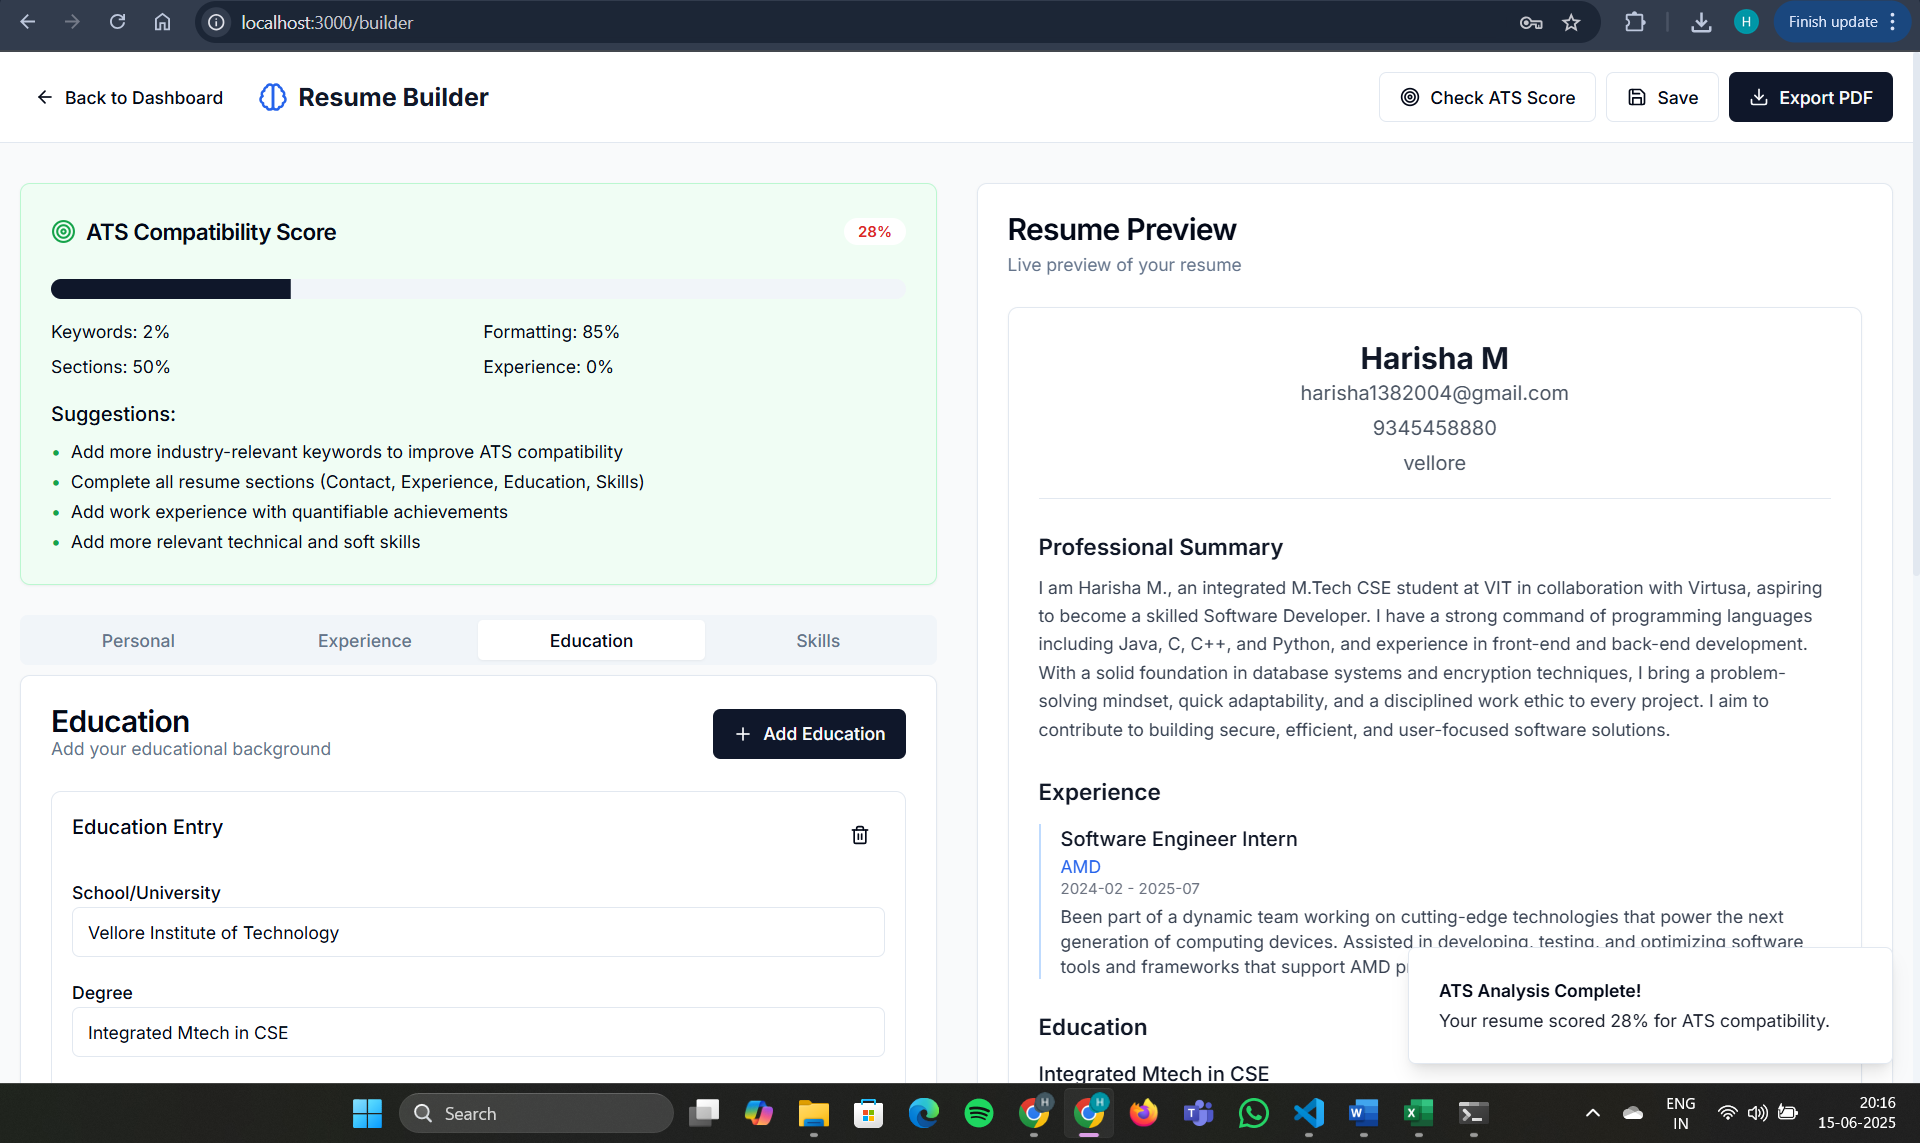 localhost:3000/builder
H
Finish update
Back to Dashboard
Resume Builder
Check ATS Score
Save
Export PDF
ATS Compatibility Score
28%
Keywords: 2%
Formatting: 85%
Sections: 50%
Experience: 0%
Suggestions:
Add more industry-relevant keywords to improve ATS compatibility
Complete all resume sections (Contact, Experience, Education, Skills)
Add work experience with quantifiable achievements
Add more relevant technical and soft skills
Personal
Experience
Education
Skills
Education
Add your educational background
+ Add Education
Education Entry
School/University
Vellore Institute of Technology
Degree
Integrated Mtech in CSE
Resume Preview
Live preview of your resume
Harisha M
harisha1382004@gmail.com
9345458880
vellore
Professional Summary
I am Harisha M., an integrated M.Tech CSE student at VIT in collaboration with Virtusa, aspiring
to become a skilled Software Developer. I have a strong command of programming languages
including Java, C, C++, and Python, and experience in front-end and back-end development.
With a solid foundation in database systems and encryption techniques, I bring a problem-
solving mindset, quick adaptability, and a disciplined work ethic to every project. I aim to
contribute to building secure, efficient, and user-focused software solutions.
Experience
Software Engineer Intern
AMD
2024-02 - 2025-07
Been part of a dynamic team working on cutting-edge technologies that power the next
generation of computing devices. Assisted in developing, testing, and optimizing software
tools and frameworks that support AMD p
Education
Integrated Mtech in CSE
ATS Analysis Complete!
Your resume scored 28% for ATS compatibility.
Search
H
H
W
X
ENG
IN
20:16
15-06-2025